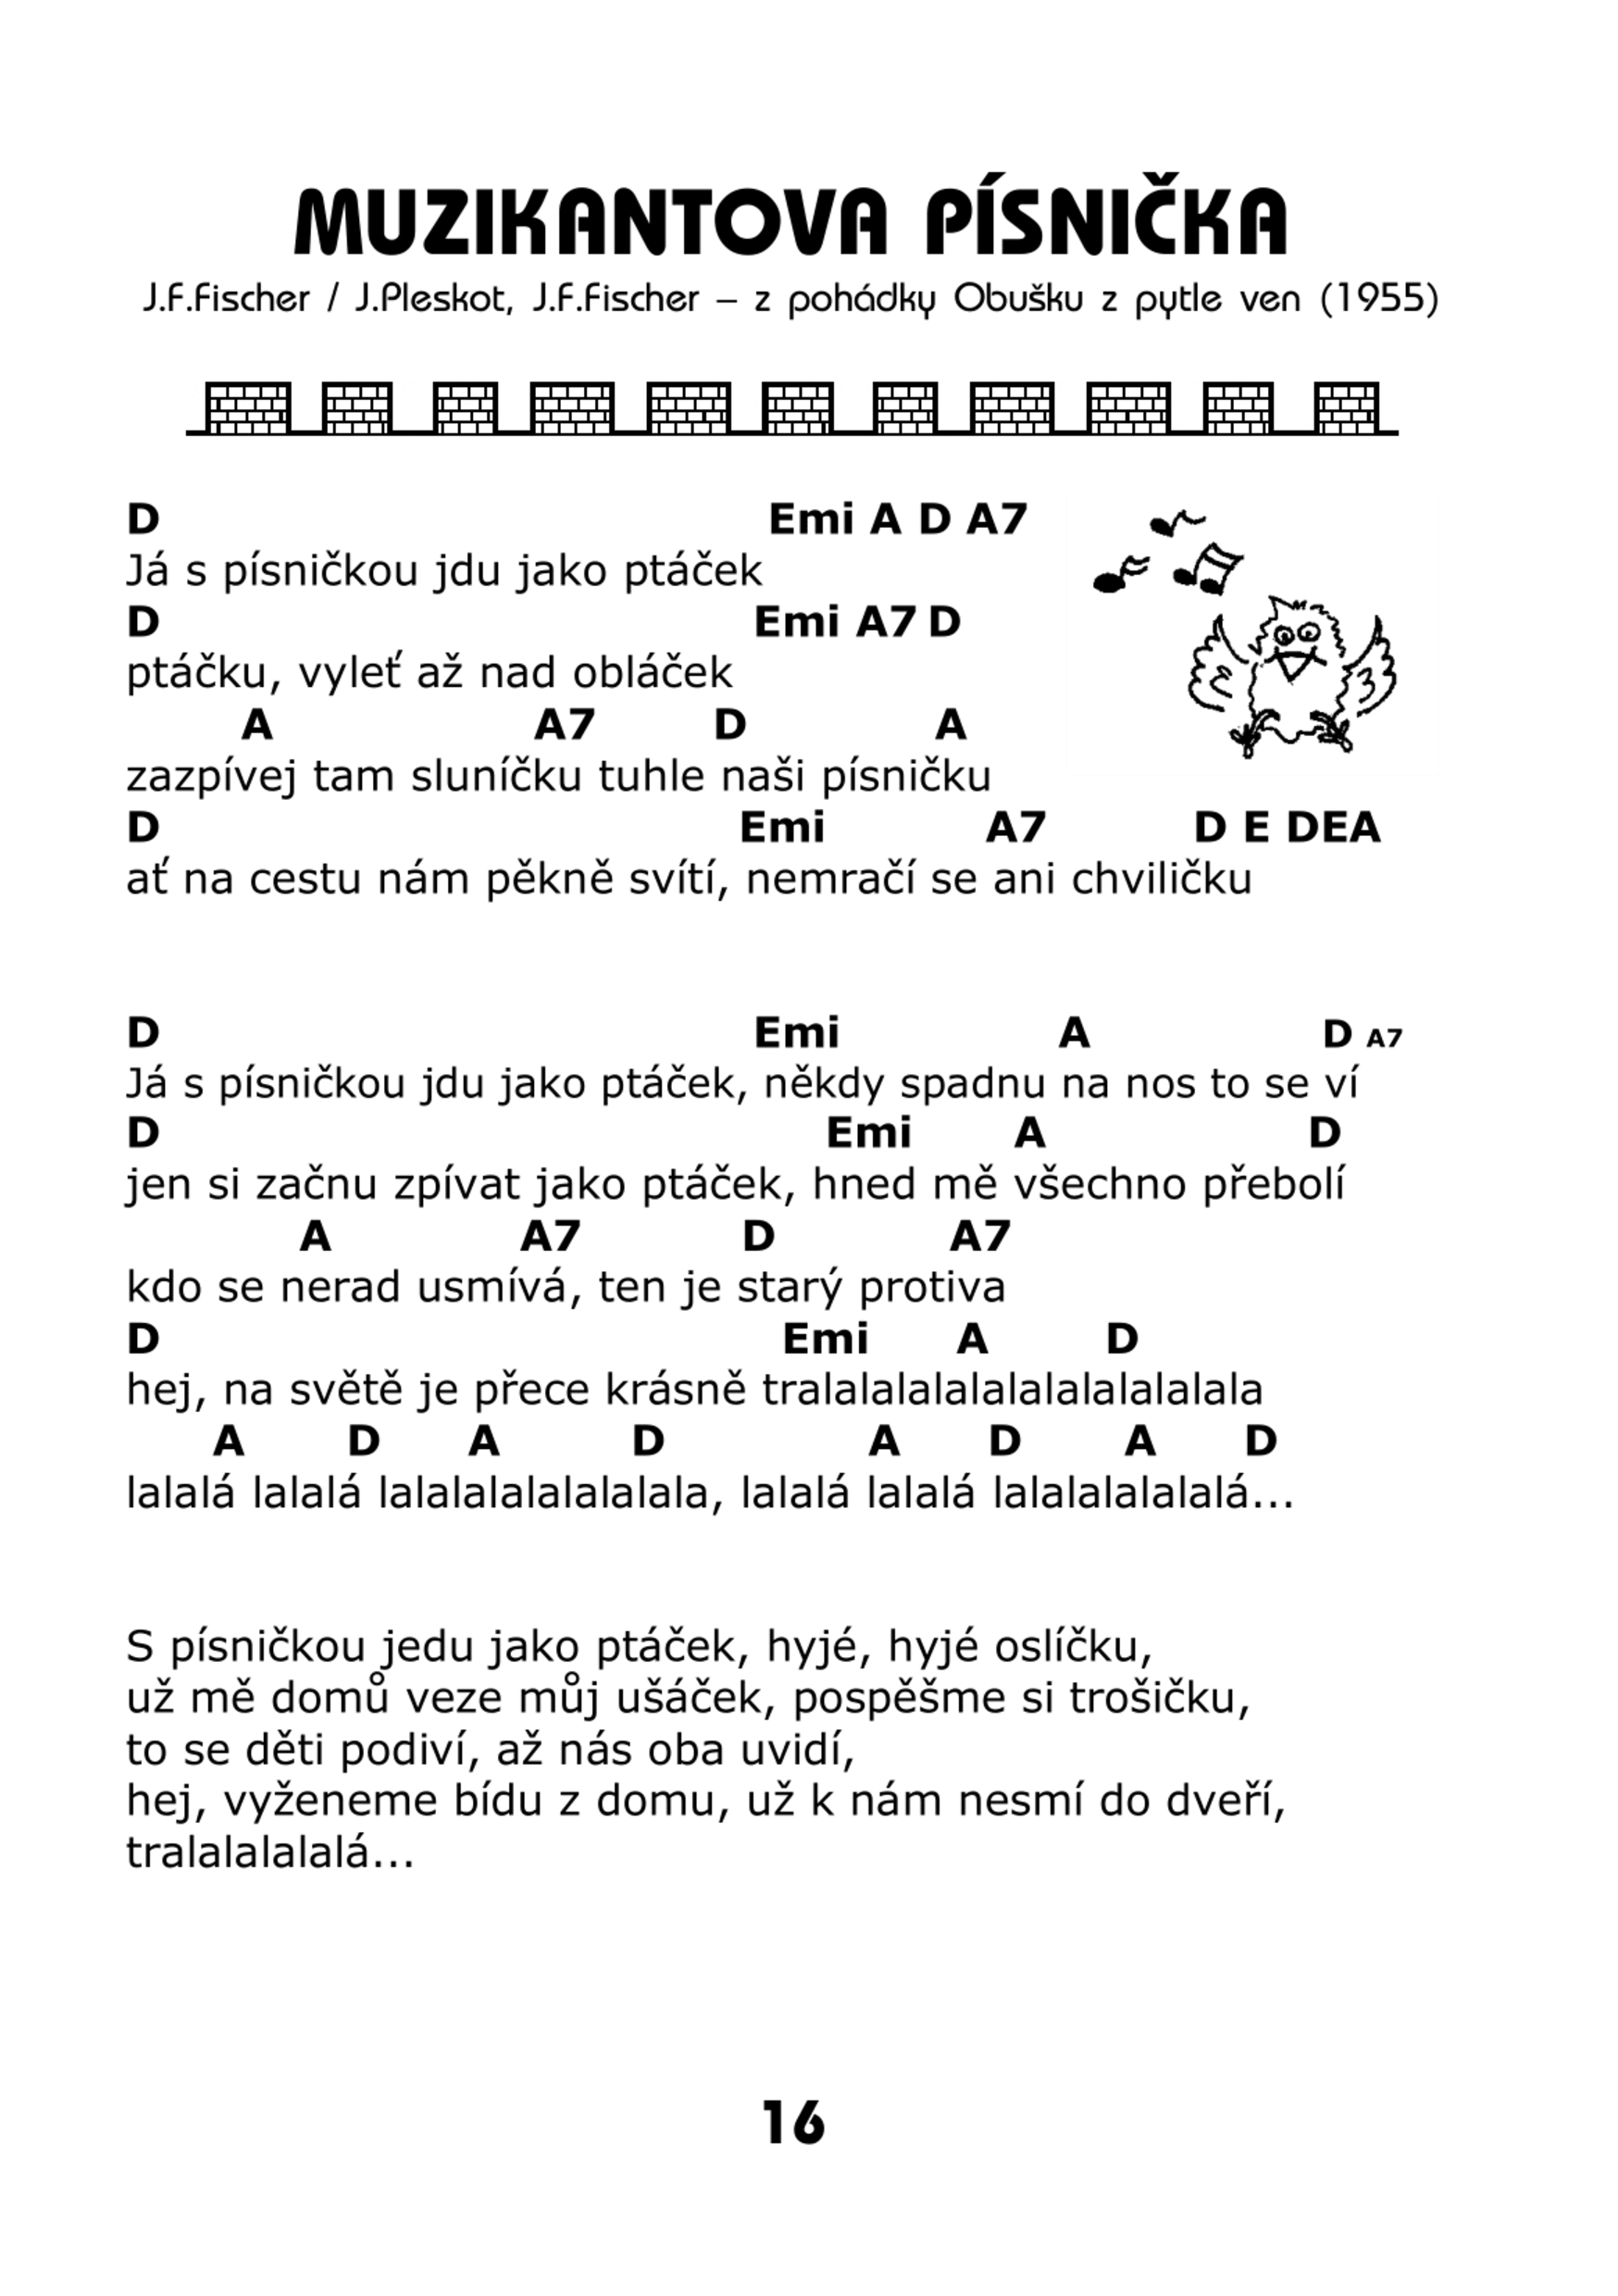 MUZIKANTOVA PÍSNIČKA
J.F.Fischer / J.Pleskot, J.F.Fischer – z pohádky Obušku z pytle ven (1955)
D Emi A D A7
Já s písničkou jdu jako ptáček
D Emi A7 D
ptáčku, vyleť až nad obláček
A A7 D A
zazpívej tam sluníčku tuhle naši písničku
D Emi A7 D E DEA
ať na cestu nám pěkně svítí, nemračí se ani chviličku
D Emi A D A7
Já s písničkou jdu jako ptáček, někdy spadnu na nos to se ví
D Emi A D
jen si začnu zpívat jako ptáček, hned mě všechno přebolí
A A7 D A7
kdo se nerad usmívá, ten je starý protiva
D Emi A D
hej, na světě je přece krásně tralalalalalalalalalalala
A D A D A D A D
lalalá lalalá lalalalalalalalala, lalalá lalalá lalalalalalalá...
S písničkou jedu jako ptáček, hyjé, hyjé oslíčku,
už mě domů veze můj ušáček, pospěšme si trošičku,
to se děti podiví, až nás oba uvidí,
hej, vyženeme bídu z domu, už k nám nesmí do dveří,
tralalalalalá...
16